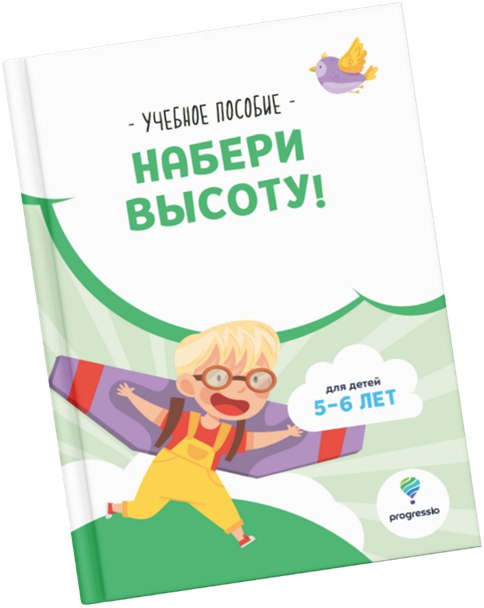 - УЧЕБНОЕ ПОСОБИЕ -
НАБЕРИ
ВЫСОТУ!
для детей
5-6 ЛЕТ
progressio